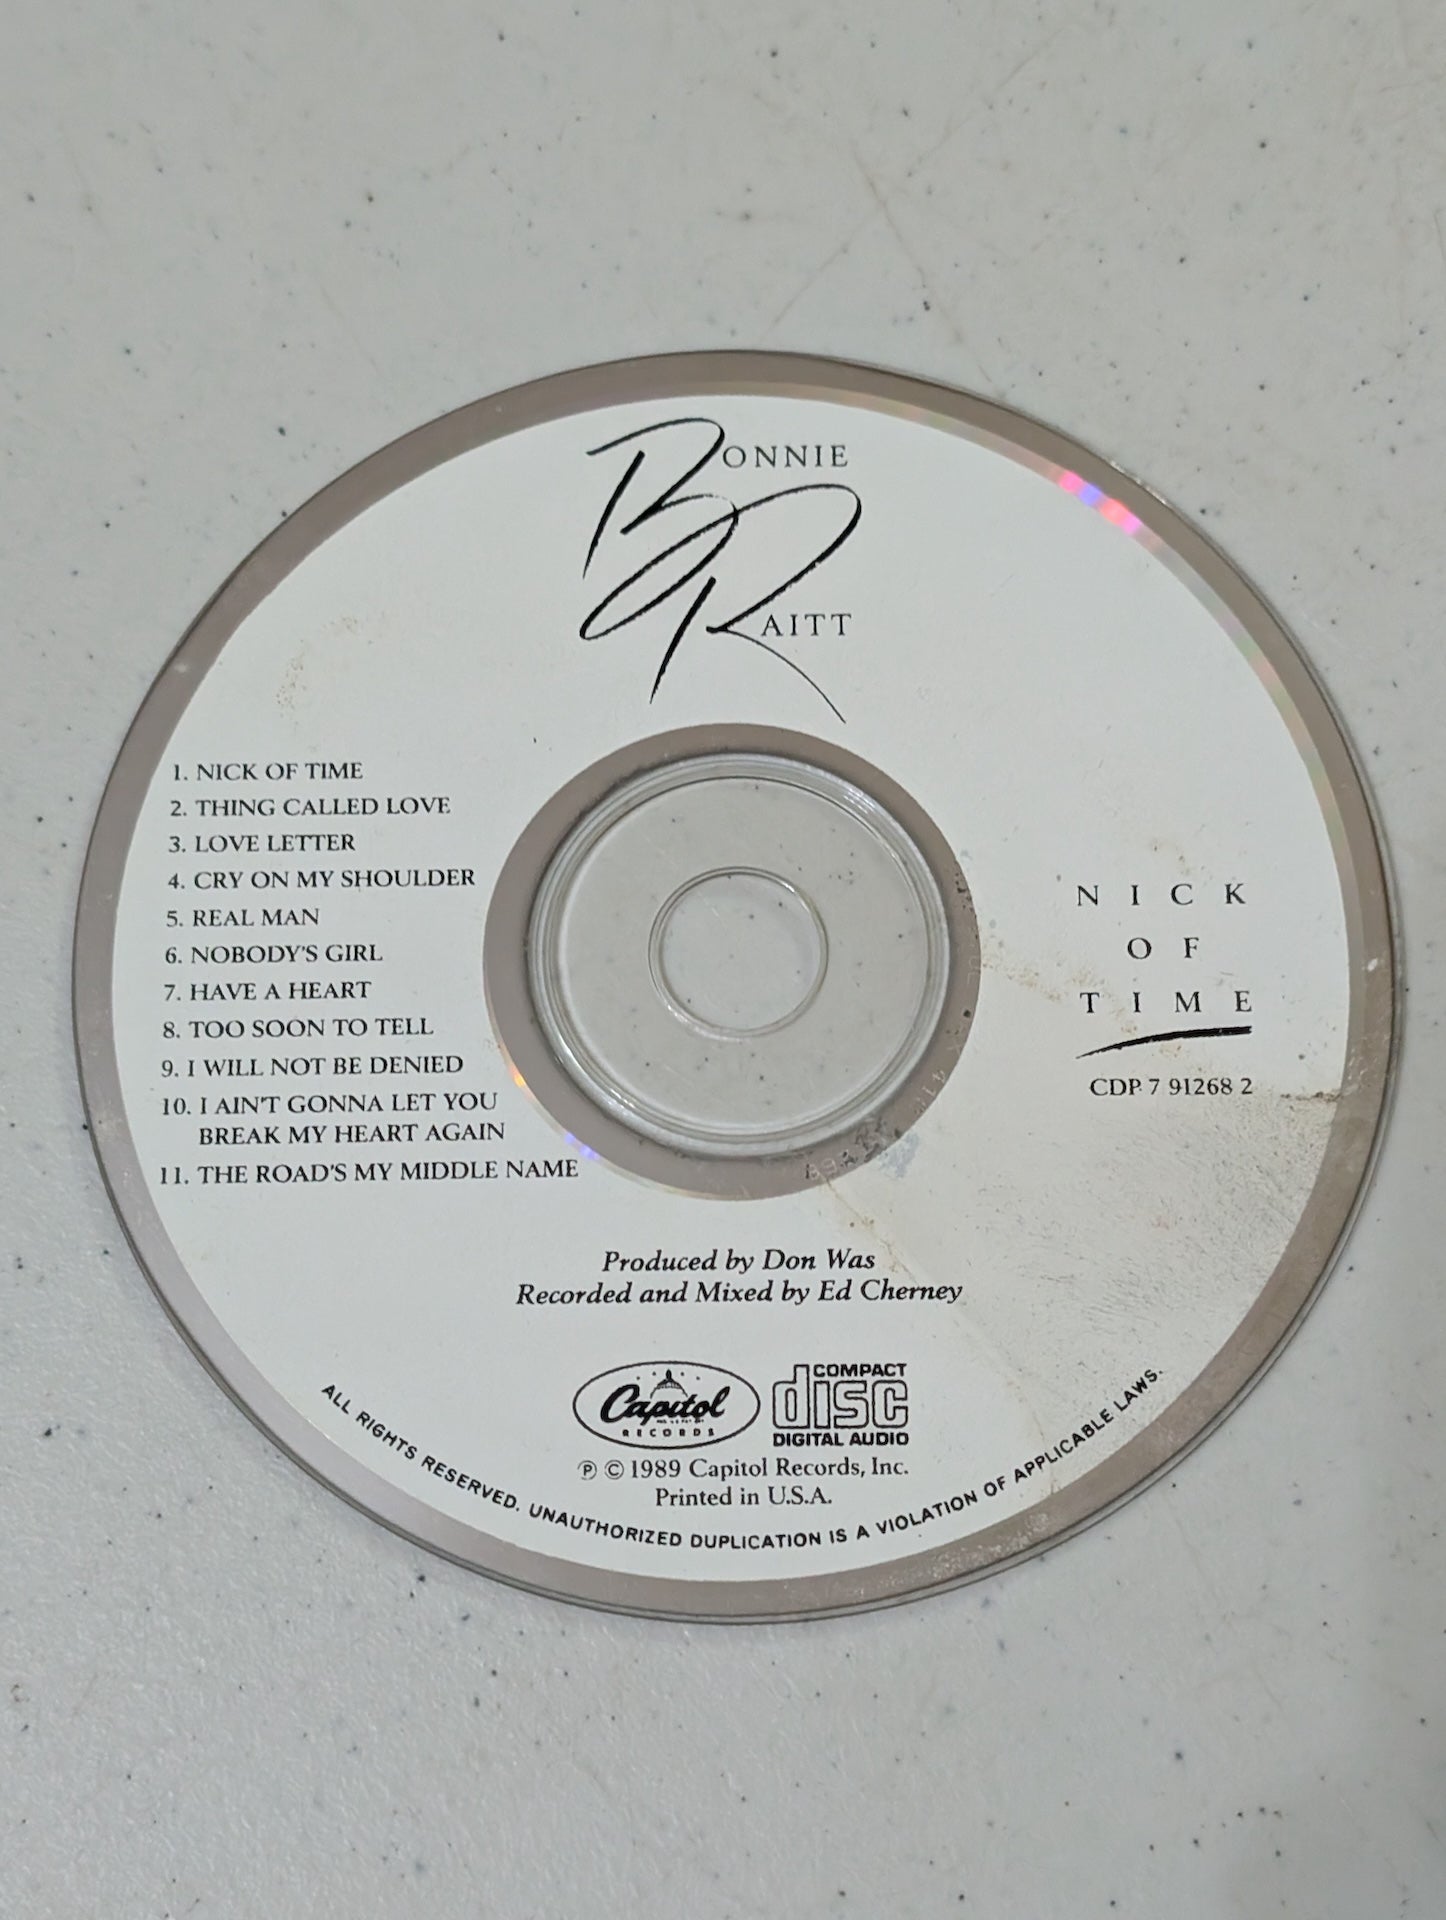 BONNIE
RAITT
1. NICK OF TIME
2. THING CALLED LOVE
3. LOVE LETTER
4. CRY ON MY SHOULDER
5. REAL MAN
6. NOBODY'S GIRL
7. HAVE A HEART
8. TOO SOON TO TELL
9. I WILL NOT BE DENIED
10. I AIN'T GONNA LET YOU
BREAK MY HEART AGAIN
11. THE ROAD'S MY MIDDLE NAME
NICK
OF
TIME
CDP 7 91268 2
Produced by Don Was
Recorded and Mixed by Ed Cherney
Capitol
RECORDS
COMPACT
disc
DIGITAL AUDIO
℗ © 1989 Capitol Records, Inc.
Printed in U.S.A.
ALL RIGHTS RESERVED. UNAUTHORIZED DUPLICATION IS A VIOLATION OF APPLICABLE LAWS.